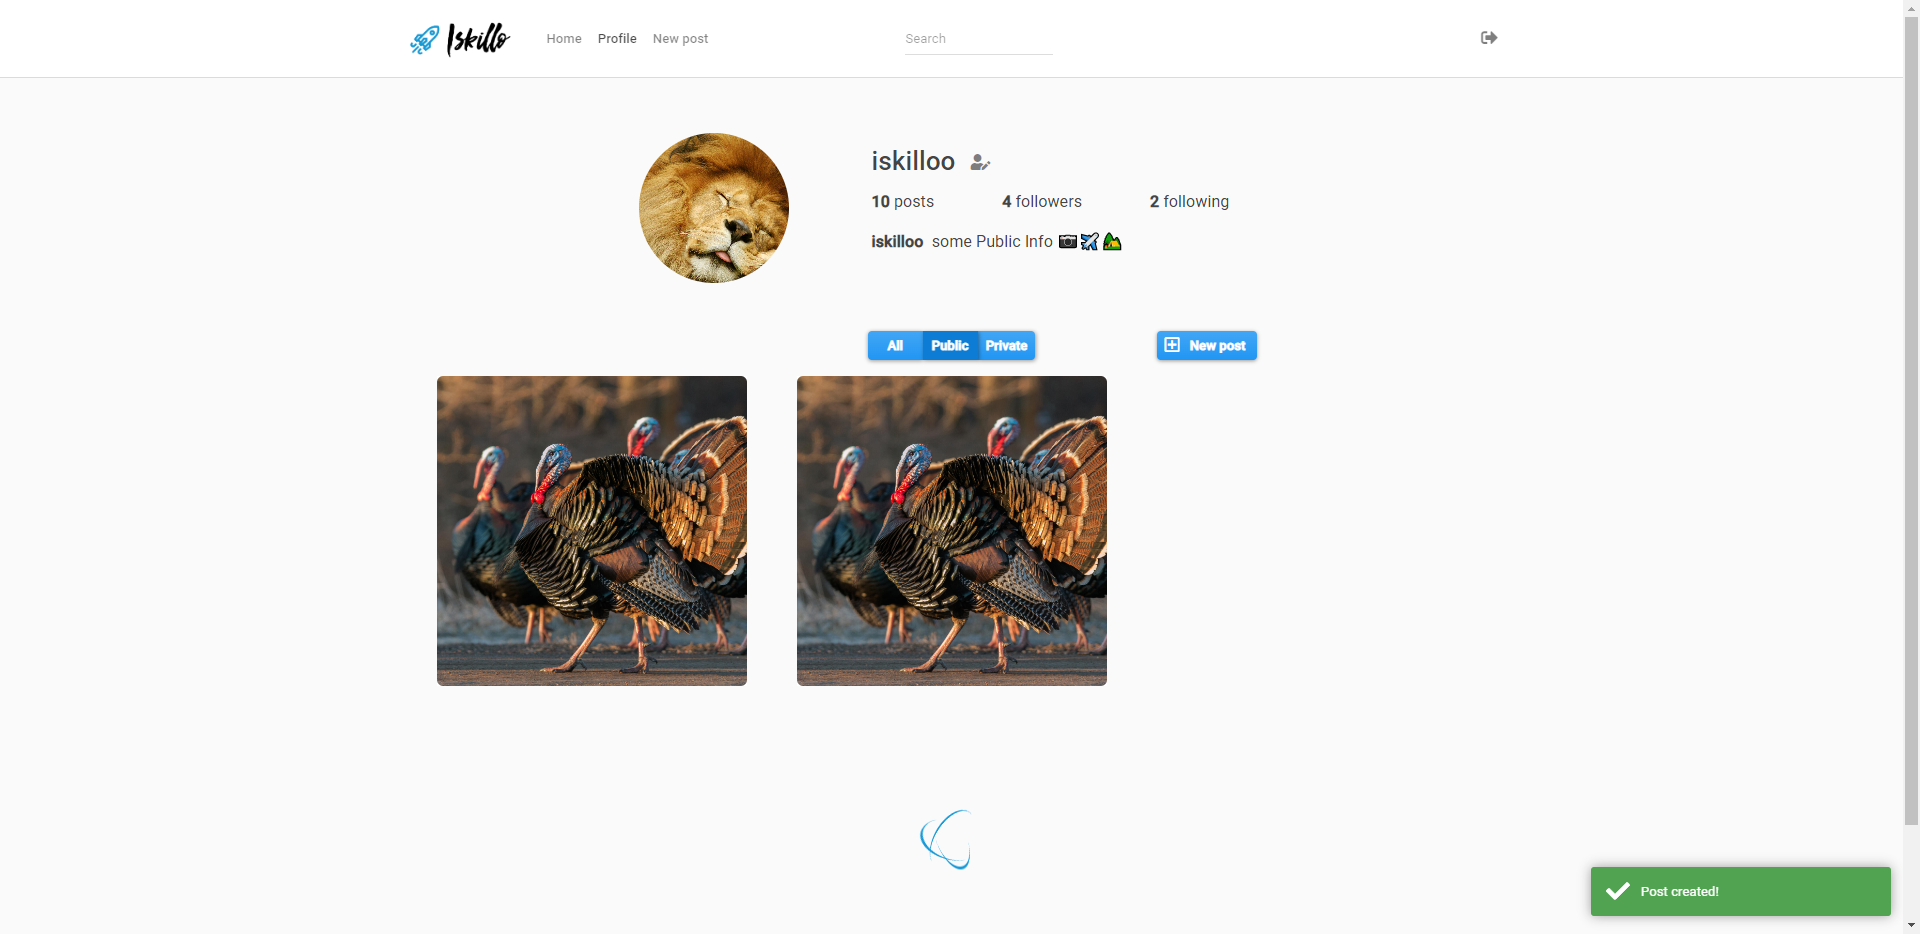 Iskillo
Home Profile New post
Search
iskilloo
10 posts 4 followers 2 following
iskilloo some Public Info 📷✈️🏕️
All Public Private
New post
Post created!